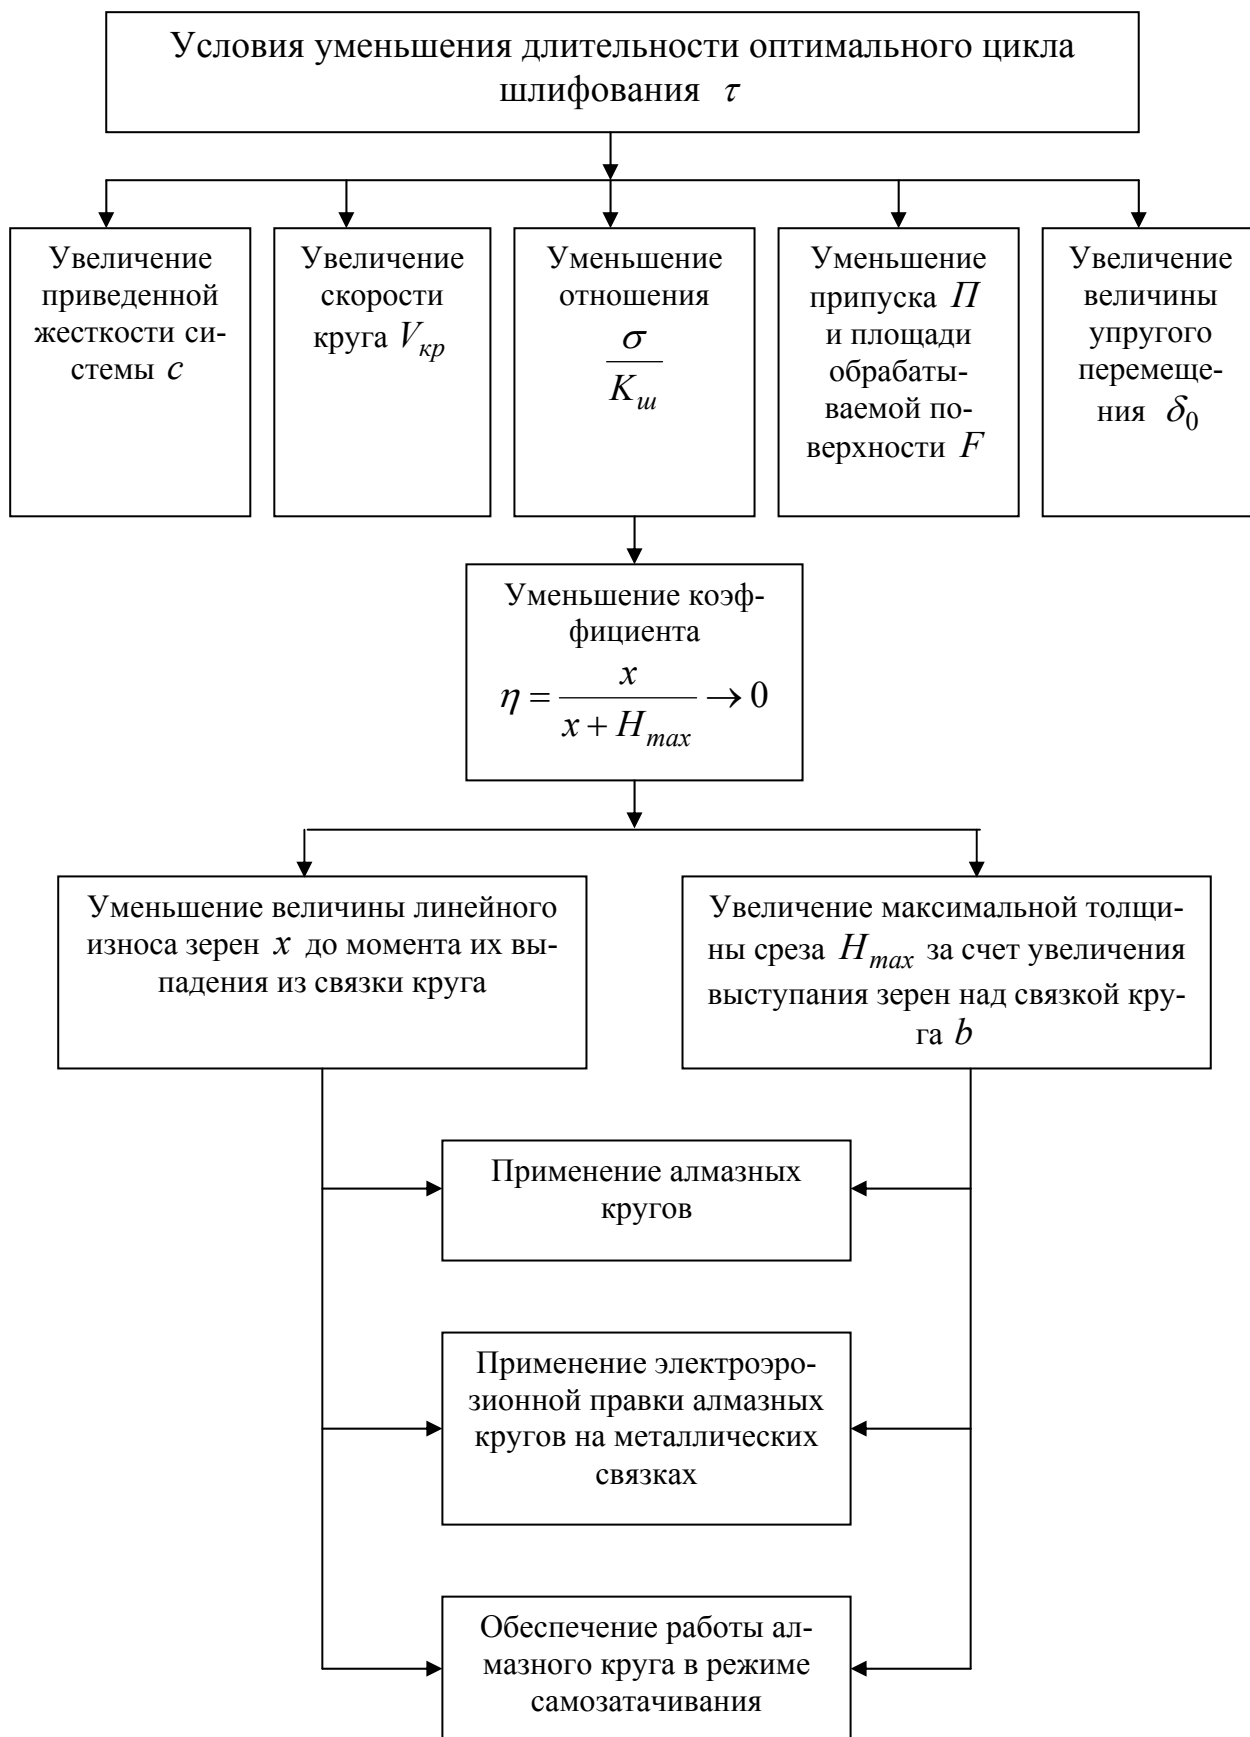 Условия уменьшения длительности оптимального цикла
шлифования τ
Увеличение
приведенной
жесткости си-
стемы c
Увеличение
скорости
круга V_кр
Уменьшение
отношения
σ
K_ш
Уменьшение
припуска П
и площади
обрабаты-
ваемой по-
верхности F
Увеличение
величины
упругого
перемеще-
ния δ_0
Уменьшение коэф-
фициента
η = x / (x + H_max) → 0
Уменьшение величины линейного
износа зерен x до момента их вы-
падения из связки круга
Увеличение максимальной толщи-
ны среза H_max за счет увеличения
выступания зерен над связкой кру-
га b
Применение алмазных
кругов
Применение электроэро-
зионной правки алмазных
кругов на металлических
связках
Обеспечение работы ал-
мазного круга в режиме
самозатачивания